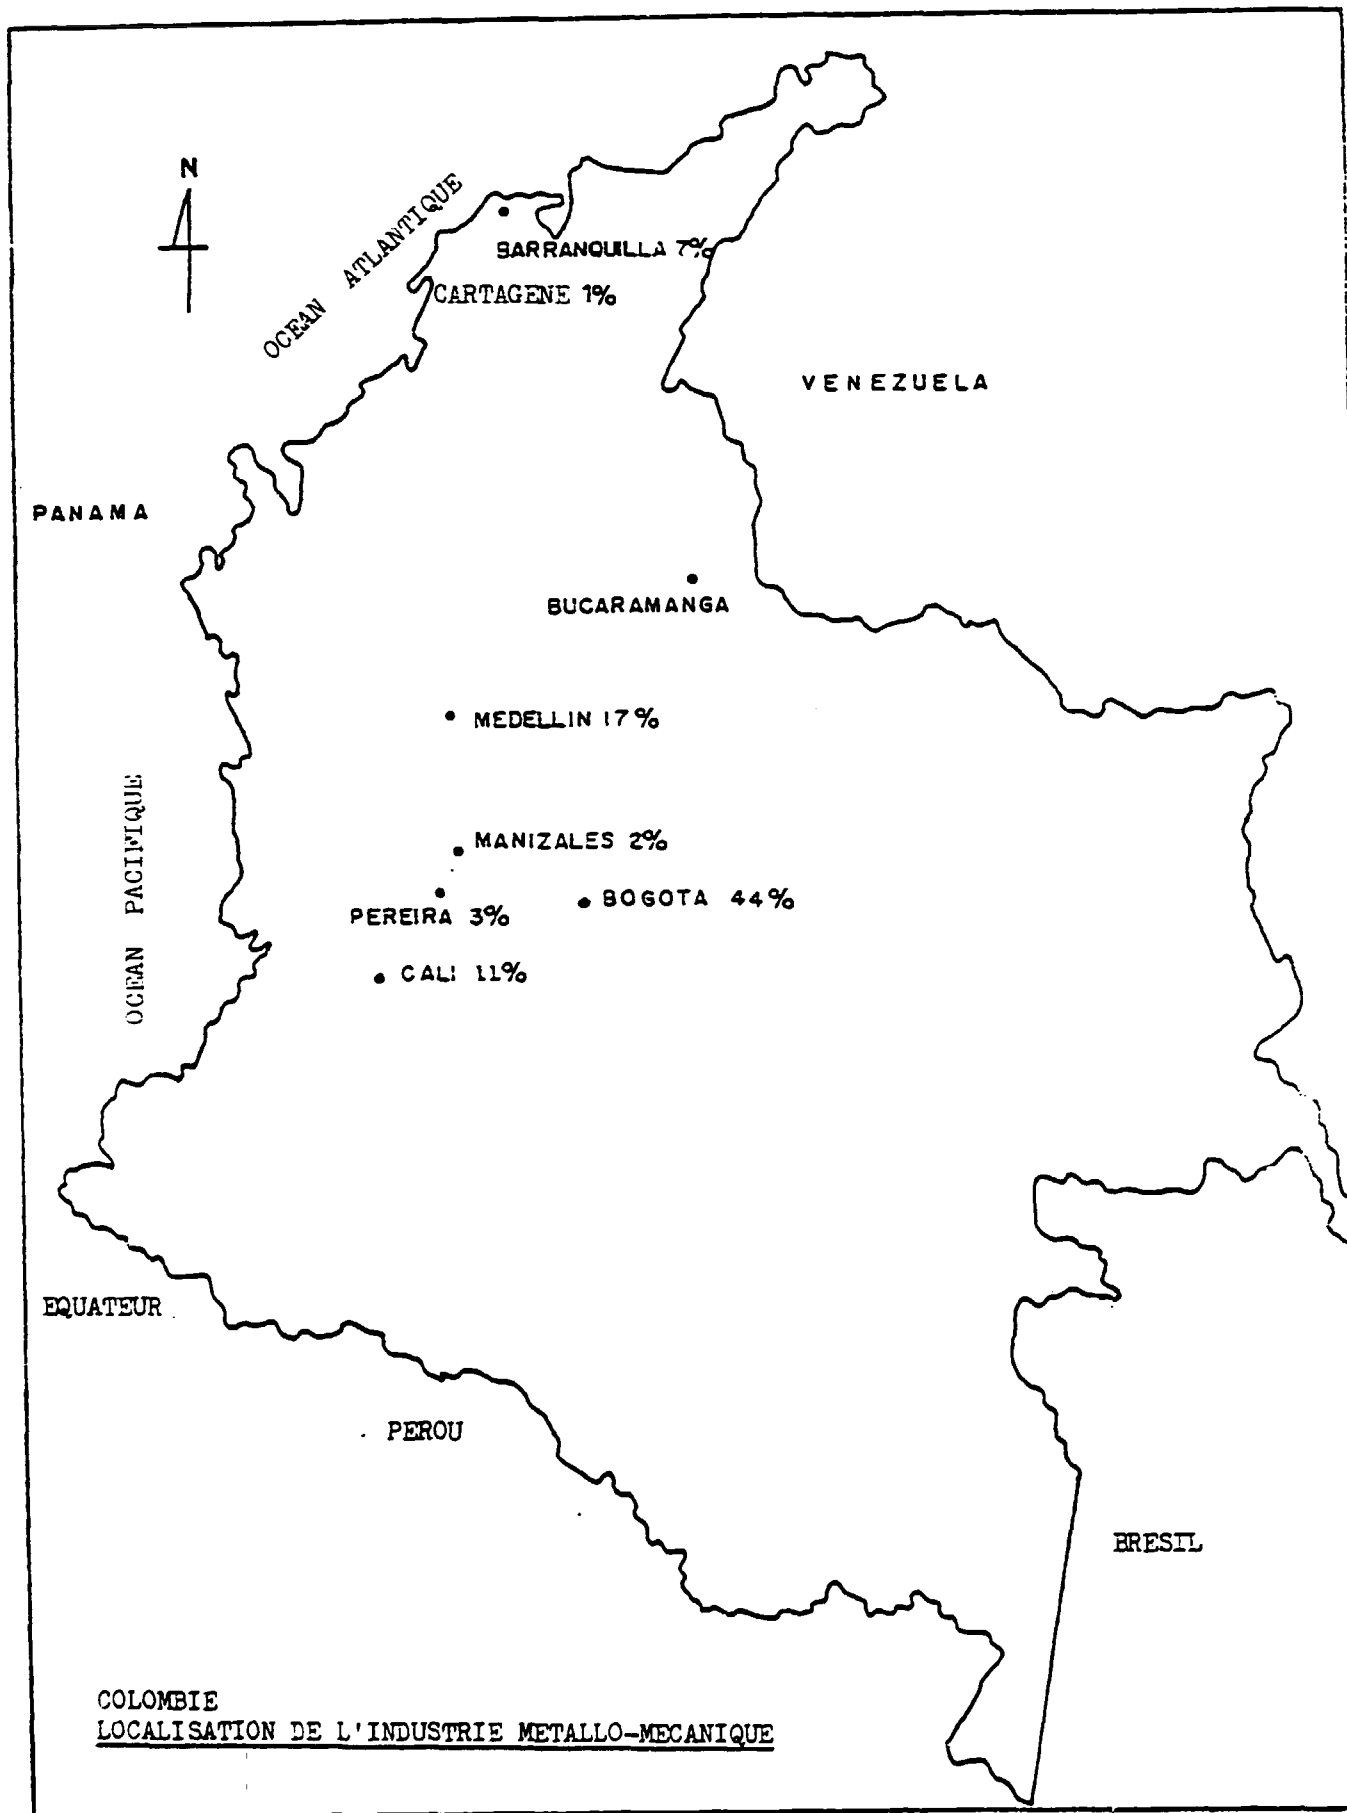 N
OCEAN ATLANTIQUE
BARRANQUILLA 7%
CARTAGENE 1%
VENEZUELA
PANAMA
BUCARAMANGA
MEDELLIN 17%
OCEAN PACIFIQUE
MANIZALES 2%
PEREIRA 3%
BOGOTA 44%
CALI 11%
EQUATEUR
PEROU
BRESIL
COLOMBIE
LOCALISATION DE L'INDUSTRIE METALLO-MECANIQUE